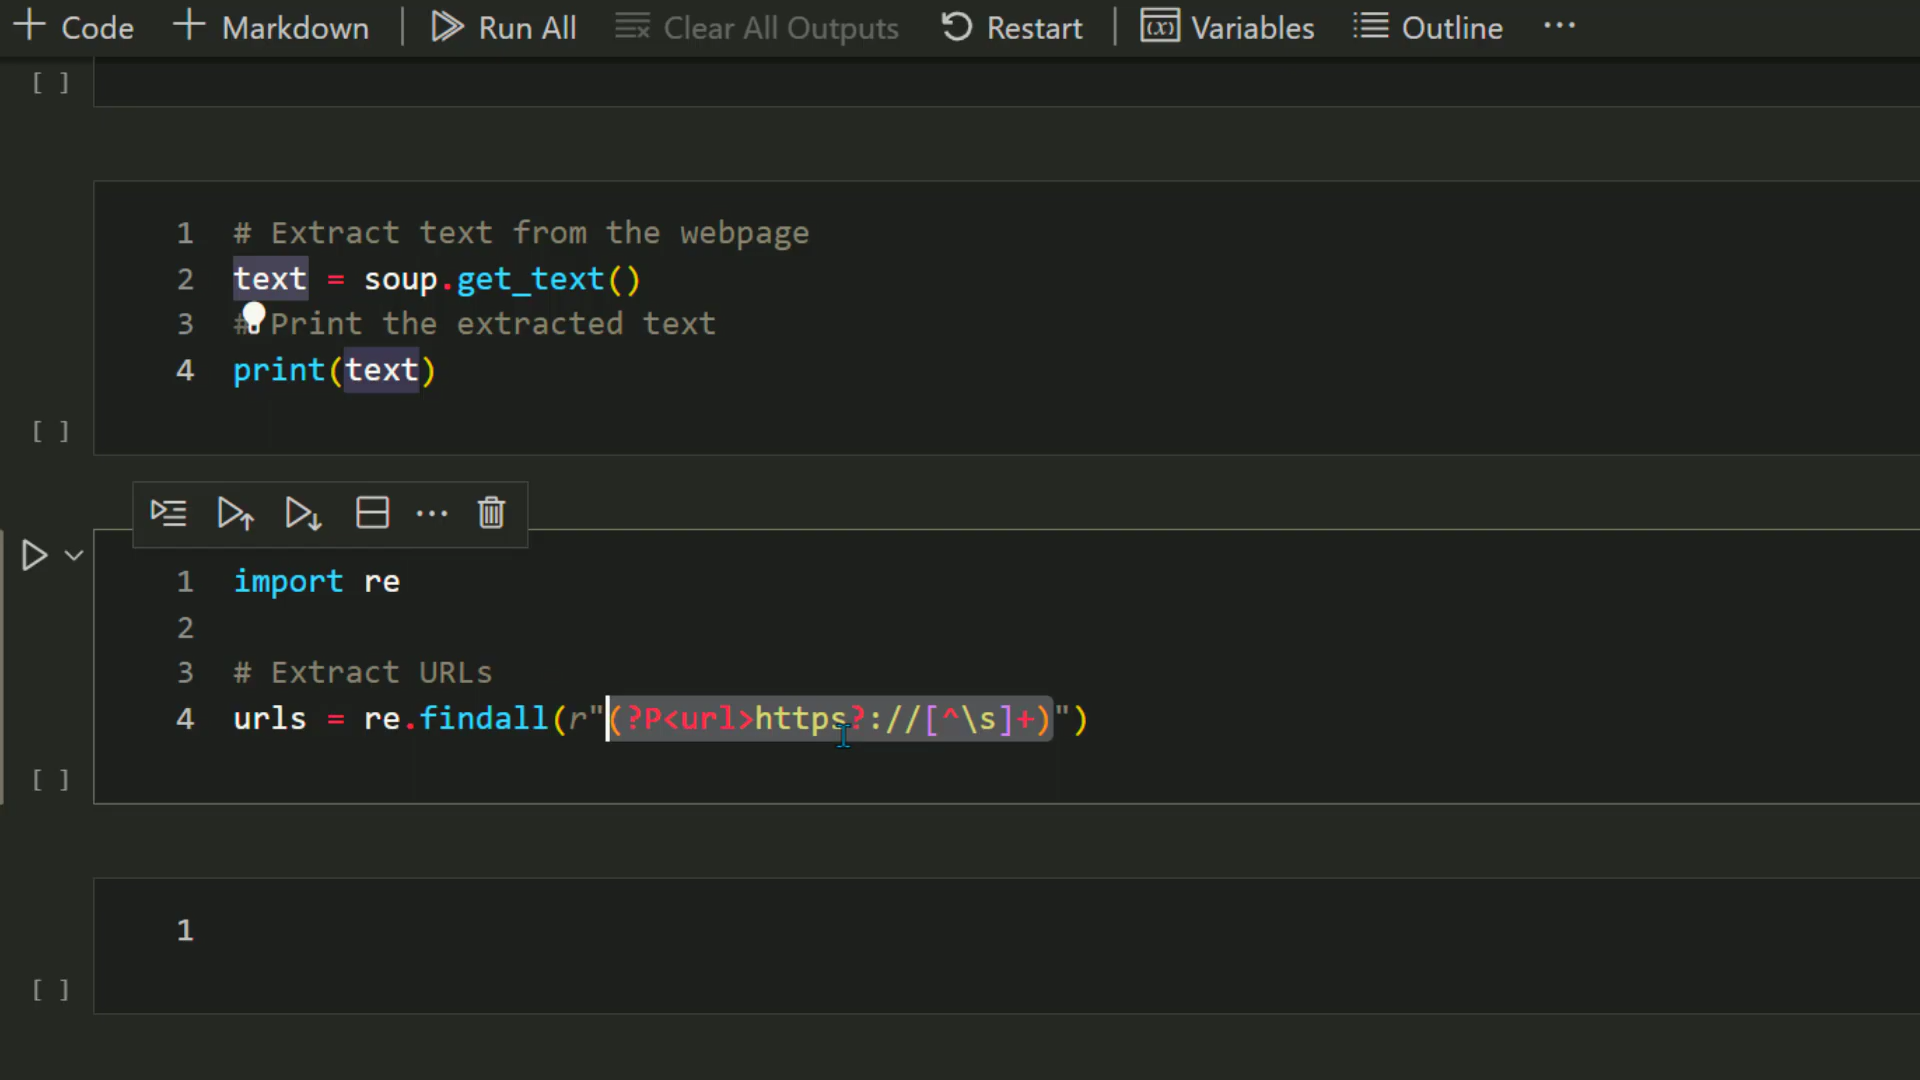 Code Markdown Run All Clear All Outputs Restart (x) Variables Outline ...
[ ]
1 # Extract text from the webpage
2 text = soup.get_text()
3 # Print the extracted text
4 print(text)
[ ]
1 import re
2
3 # Extract URLs
4 urls = re.findall(r"(?P<url>https?://[^\s]+)")
[ ]
1
[ ]